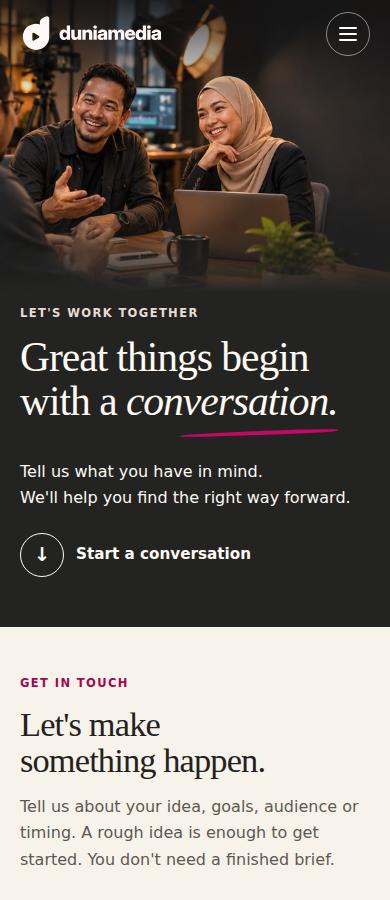 duniamedia
LET'S WORK TOGETHER
Great things begin
with a conversation.
Tell us what you have in mind.
We'll help you find the right way forward.
↓ Start a conversation
GET IN TOUCH
Let's make
something happen.
Tell us about your idea, goals, audience or
timing. A rough idea is enough to get
started. You don't need a finished brief.